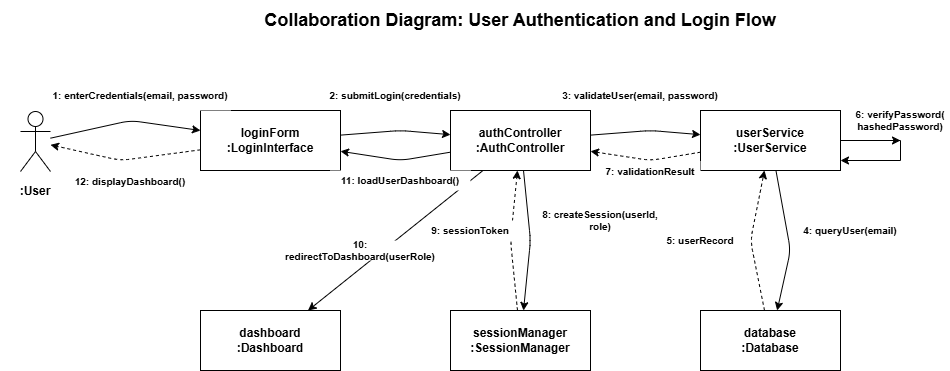 Collaboration Diagram: User Authentication and Login Flow
1: enterCredentials(email, password)
2: submitLogin(credentials)
3: validateUser(email, password)
6: verifyPassword(
hashedPassword)
loginForm
:LoginInterface
authController
:AuthController
userService
:UserService
:User
12: displayDashboard()
11: loadUserDashboard()
7: validationResult
10:
redirectToDashboard(userRole)
9: sessionToken
8: createSession(userId,
role)
5: userRecord
4: queryUser(email)
dashboard
:Dashboard
sessionManager
:SessionManager
database
:Database